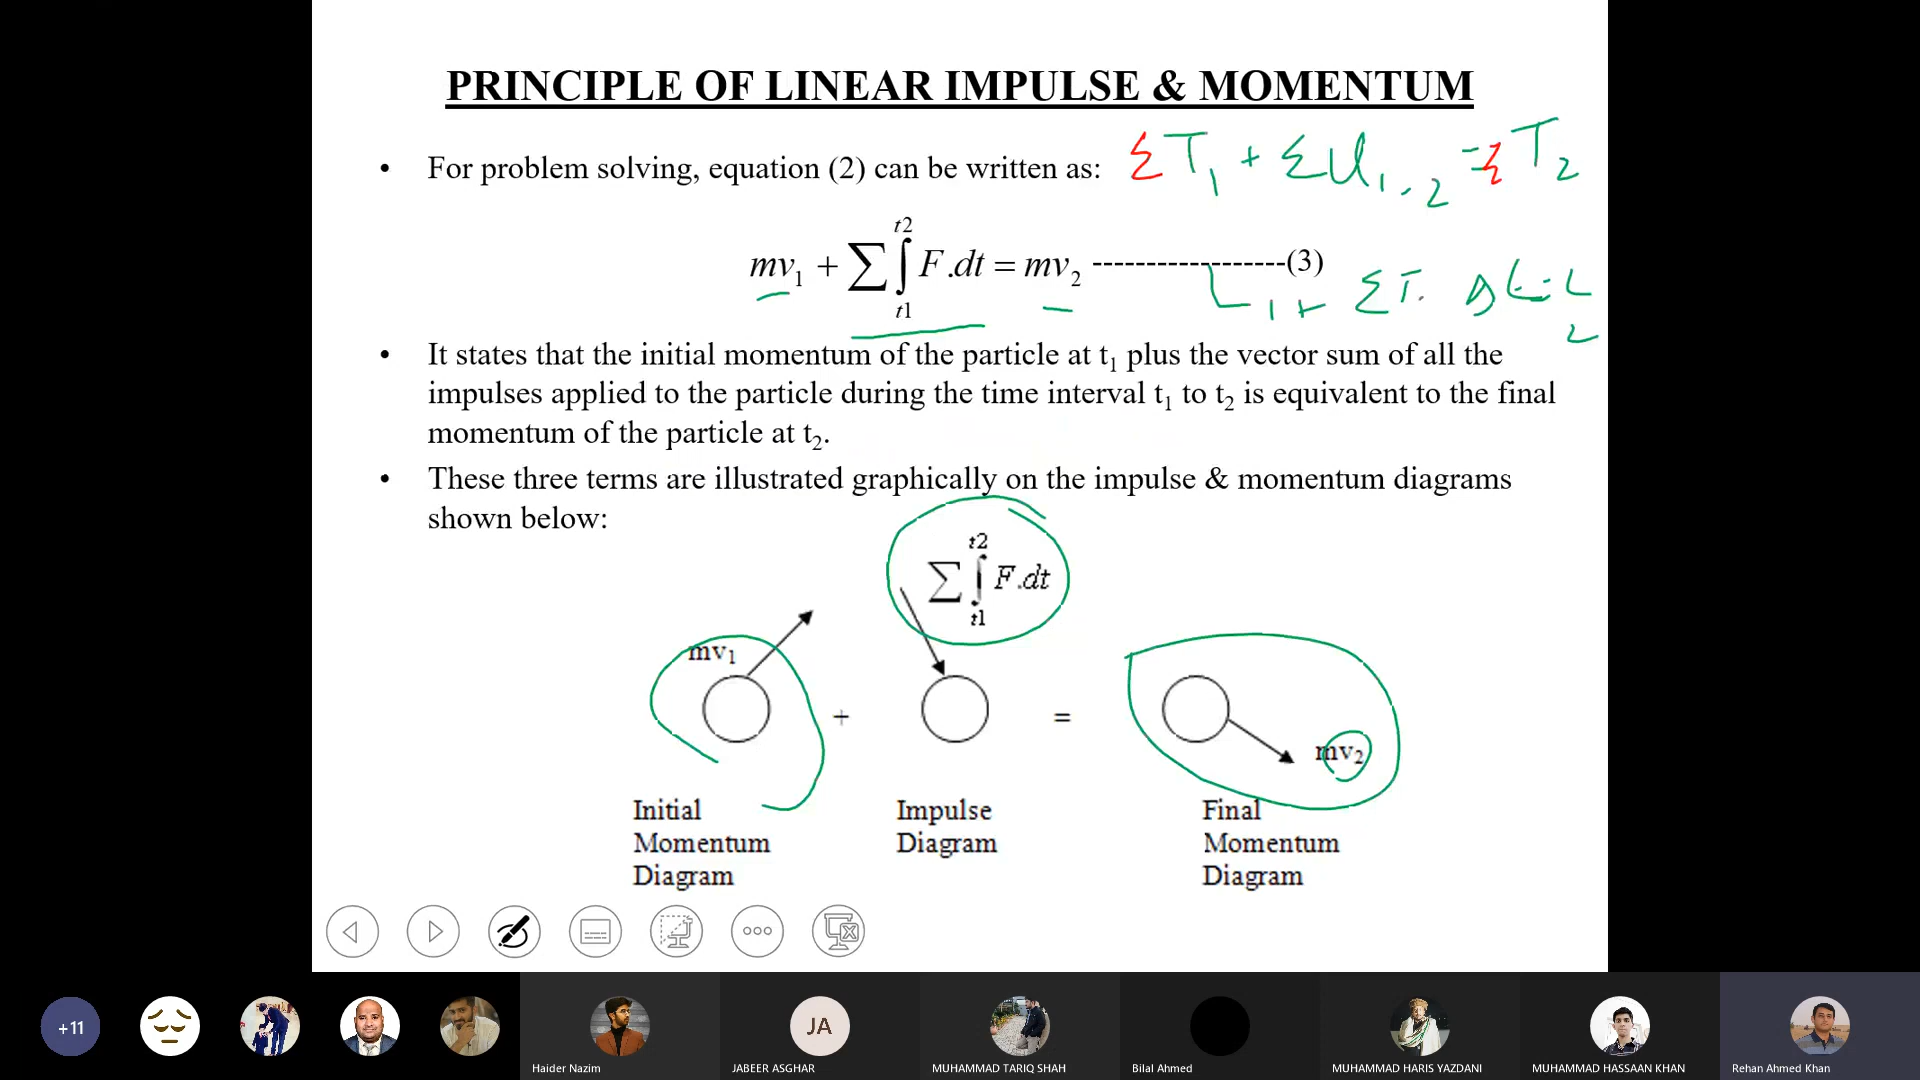 PRINCIPLE OF LINEAR IMPULSE & MOMENTUM
• For problem solving, equation (2) can be written as: ΣT₁ + ΣU₁₋₂ = ΣT₂
t2
mv₁ + ∑∫F.dt = mv₂ ------------------(3)
t1
L₁ + Σ
2
• It states that the initial momentum of the particle at t₁ plus the vector sum of all the
impulses applied to the particle during the time interval t₁ to t₂ is equivalent to the final
momentum of the particle at t₂.
• These three terms are illustrated graphically on the impulse & momentum diagrams
shown below:
t2
∑∫F.dt
t1
mv₁
+ =
mv₂
Initial Momentum Diagram
Impulse Diagram
Final Momentum Diagram
+11
JA
Haider Nazim
JABEER ASGHAR
MUHAMMAD TARIQ SHAH
Bilal Ahmed
MUHAMMAD HARIS YAZDANI
MUHAMMAD HASSAAN KHAN
Rehan Ahmed Khan